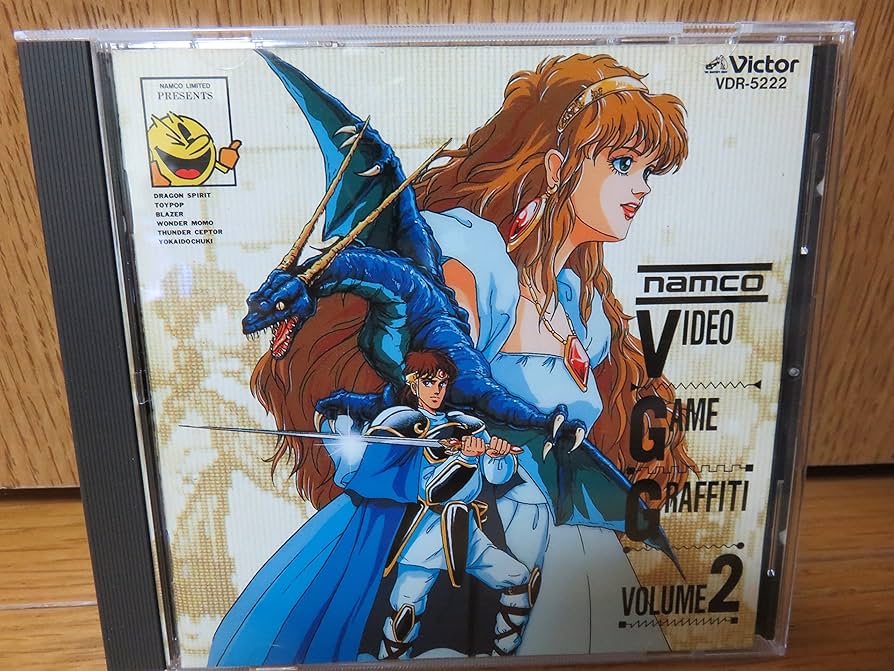 NAMCO LIMITED
PRESENTS
DRAGON SPIRIT
TOYPOP
BLAZER
WONDER MOMO
THUNDER CEPTOR
YOKAIDOCHUKI
Victor
VDR-5222
namco
VIDEO
GAME
GRAFFITI
VOLUME 2